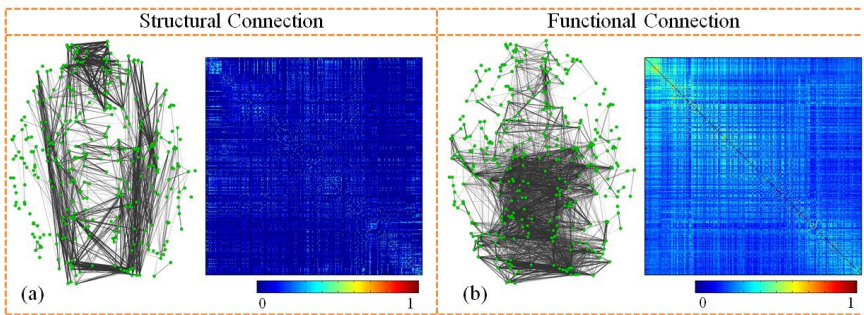 Structural Connection
Functional Connection
(a)
0 1
(b)
0 1